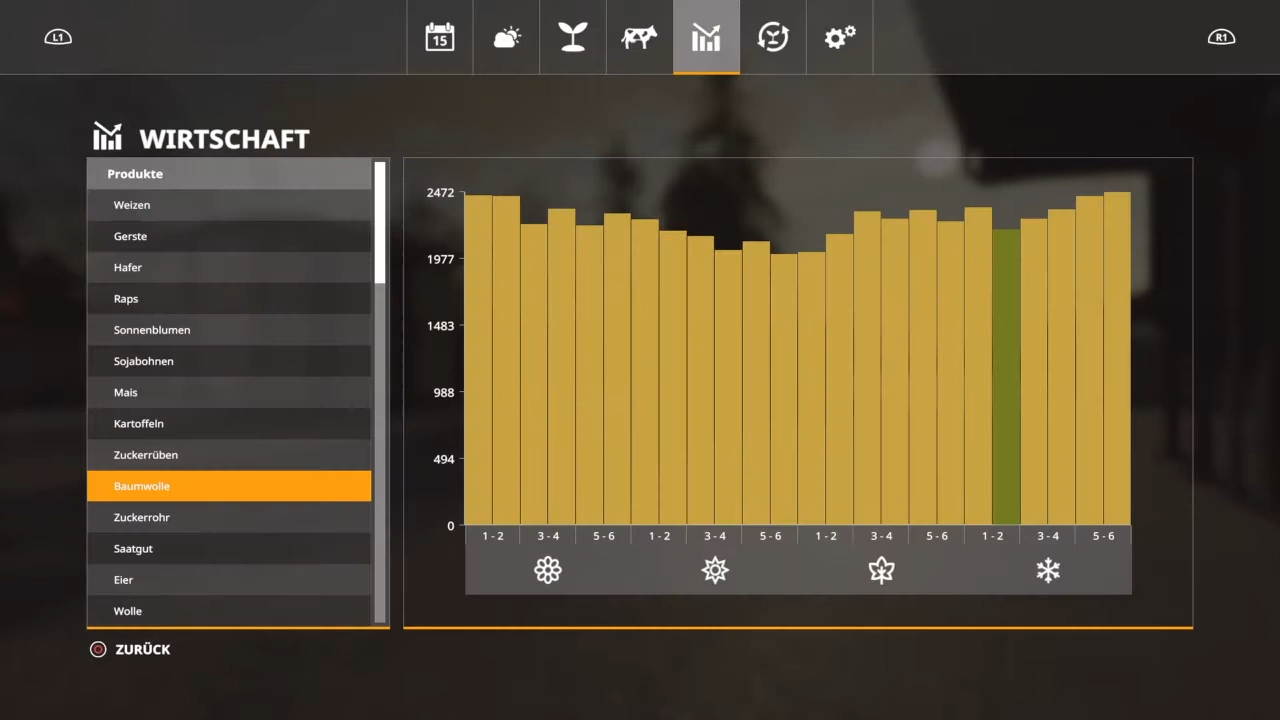 L1
15
R1
WIRTSCHAFT
Produkte
Weizen
Gerste
Hafer
Raps
Sonnenblumen
Sojabohnen
Mais
Kartoffeln
Zuckerrüben
Baumwolle
Zuckerrohr
Saatgut
Eier
Wolle
ZURÜCK
2472
1977
1483
988
494
0
1 - 2 3 - 4 5 - 6 1 - 2 3 - 4 5 - 6 1 - 2 3 - 4 5 - 6 1 - 2 3 - 4 5 - 6